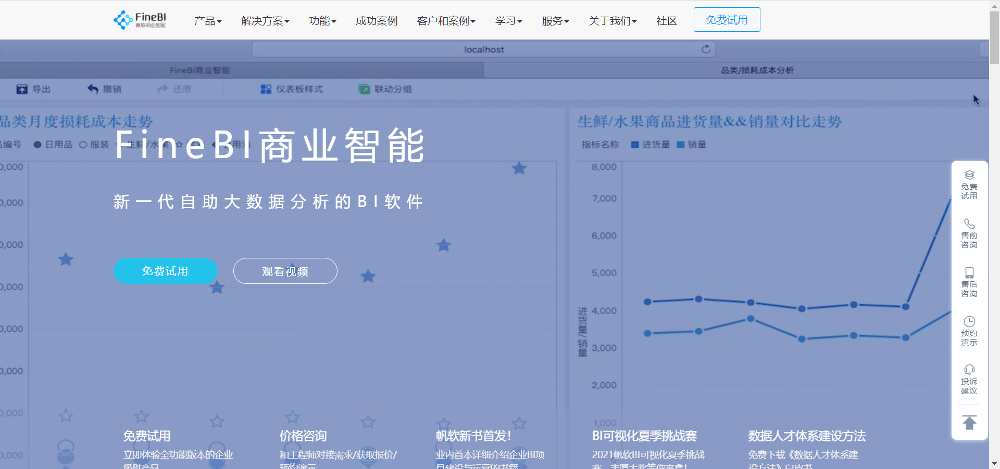 FineBI
帆软商业智能
产品
解决方案
功能
成功案例
客户和案例
学习
服务
关于我们
社区
免费试用
localhost
FineBI商业智能
品类/损耗成本分析
导出
撤销
还原
仪表板样式
联动分组
品类月度损耗成本走势
生鲜/水果商品进货量&&销量对比走势
编号
日用品
服装
生鲜/水果
指标名称
进货量
销量
FineBI商业智能
新一代自助大数据分析的BI软件
免费试用
观看视频
0,000
0,000
0,000
0,000
0,000
0,000
0,000
0,000
进货量/销量
8,000
7,000
6,000
5,000
4,000
3,000
2,000
1,000
免费
试用
售前
咨询
售后
咨询
预约
演示
投诉
建议
免费试用
立即体验全功能版本的企业
级BI产品
价格咨询
和工程师对接需求/获取报价/
预约演示
帆软新书首发！
业内首本详细介绍企业BI项
目建设与运营的书籍
BI可视化夏季挑战赛
2021帆软BI可视化夏季挑战
赛，丰厚大奖等你来拿！
数据人才体系建设方法
免费下载《数据人才体系建
设方法》白皮书